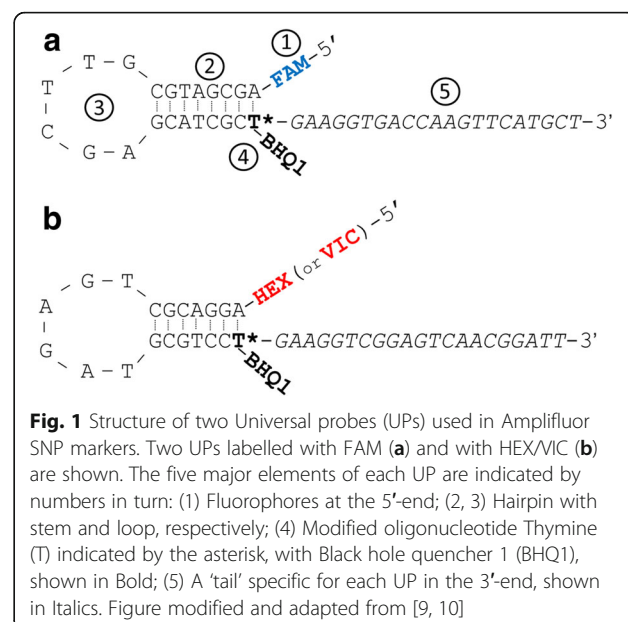 a
①
FAM–5′
②
T – G
T
CGTAGCGA
⑤
③
C
GCATCGCT*–GAAGGTGACCAAGTTCATGCT–3’
G – A
④
BHQ1
b
HEX (or VIC) –5′
G – T
A
CGCAGGA
G
GCGTCCT*–GAAGGTCGGAGTCAACGGATT–3’
A – T
BHQ1
Fig. 1 Structure of two Universal probes (UPs) used in Amplifluor
SNP markers. Two UPs labelled with FAM (a) and with HEX/VIC (b)
are shown. The five major elements of each UP are indicated by
numbers in turn: (1) Fluorophores at the 5′-end; (2, 3) Hairpin with
stem and loop, respectively; (4) Modified oligonucleotide Thymine
(T) indicated by the asterisk, with Black hole quencher 1 (BHQ1),
shown in Bold; (5) A ‘tail’ specific for each UP in the 3′-end, shown
in Italics. Figure modified and adapted from [9, 10]